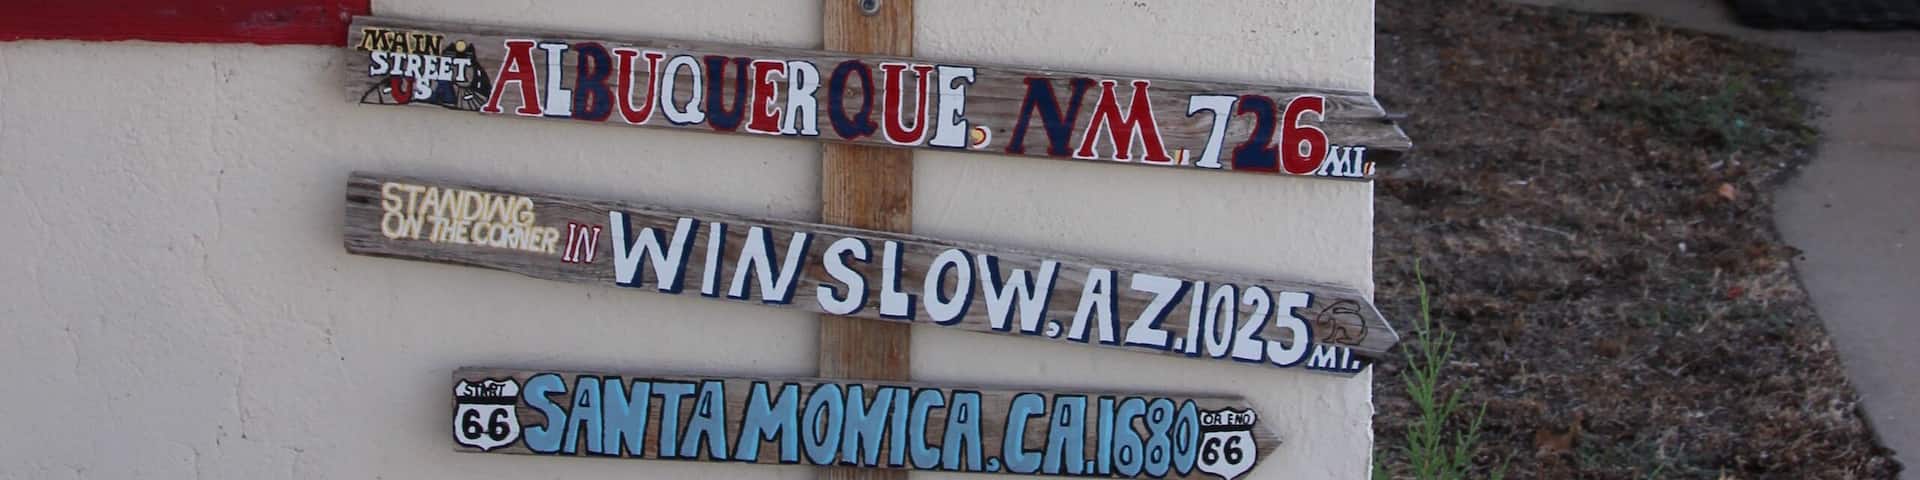 MAIN
STREET
USA
ALBUQUERQUE, NM. 726 MI.
STANDING
ON THE CORNER IN WINSLOW, AZ. 1025 MI.
START
66
SANTA MONICA, CA. 1680
OR END
66